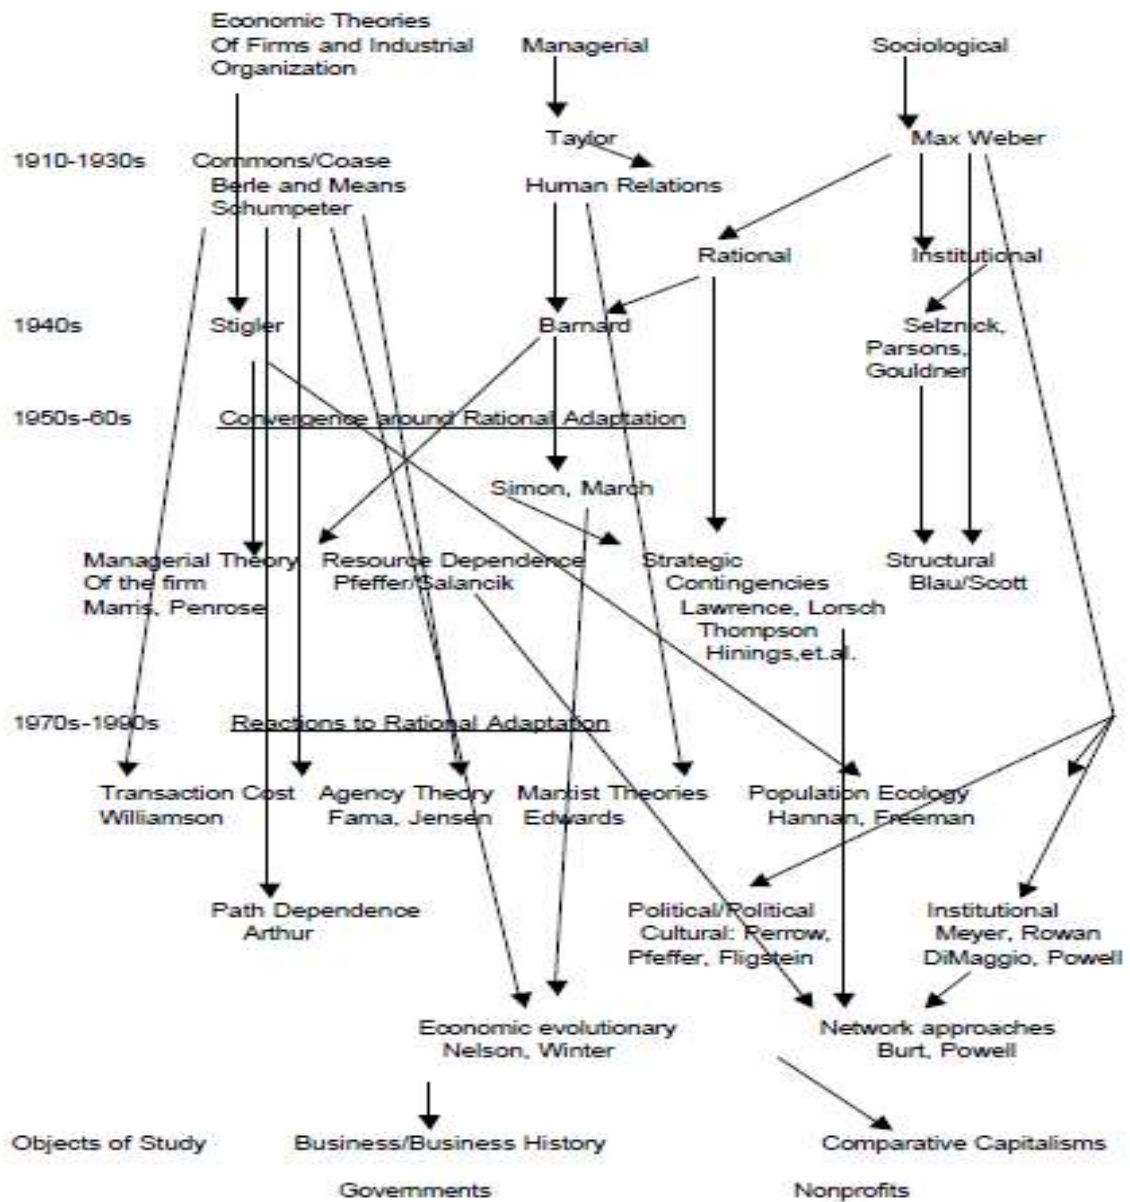 Economic Theories
Of Firms and Industrial
Organization
Managerial
Sociological
Taylor
Max Weber
1910-1930s
Commons/Coase
Berle and Means
Schumpeter
Human Relations
Rational
Institutional
1940s
Stigler
Barnard
Selznick,
Parsons,
Gouldner
1950s-60s
Convergence around Rational Adaptation
Simon, March
Managerial Theory
Of the firm
Marris, Penrose
Resource Dependence
Pfeffer/Salancik
Strategic
Contingencies
Lawrence, Lorsch
Thompson
Hinings,et.al.
Structural
Blau/Scott
1970s-1990s
Reactions to Rational Adaptation
Transaction Cost
Williamson
Agency Theory
Fama, Jensen
Marxist Theories
Edwards
Population Ecology
Hannan, Freeman
Path Dependence
Arthur
Political/Political
Cultural: Perrow,
Pfeffer, Fligstein
Institutional
Meyer, Rowan
DiMaggio, Powell
Economic evolutionary
Nelson, Winter
Network approaches
Burt, Powell
Objects of Study
Business/Business History
Comparative Capitalisms
Governments
Nonprofits